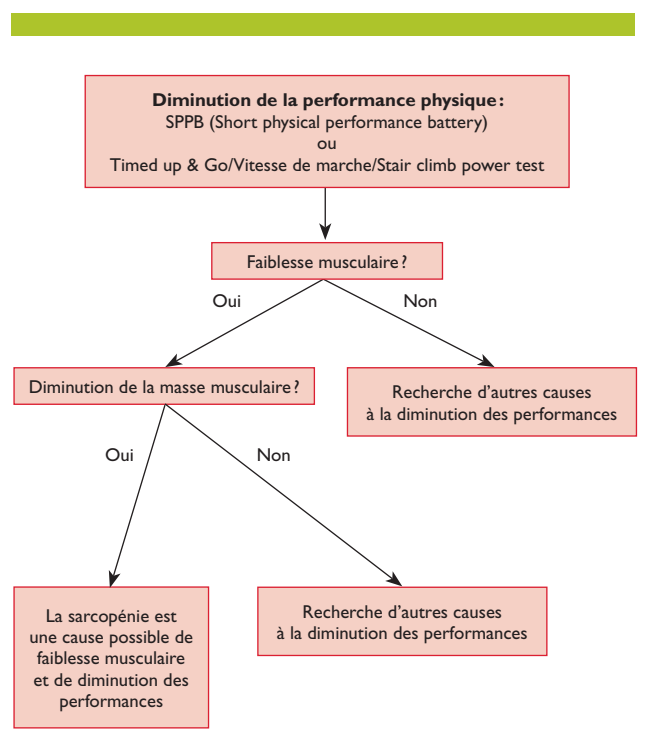 Diminution de la performance physique:
SPPB (Short physical performance battery)
ou
Timed up & Go/Vitesse de marche/Stair climb power test
Faiblesse musculaire?
Oui
Non
Diminution de la masse musculaire?
Recherche d'autres causes
à la diminution des performances
Oui
Non
La sarcopénie est
une cause possible de
faiblesse musculaire
et de diminution des
performances
Recherche d'autres causes
à la diminution des performances